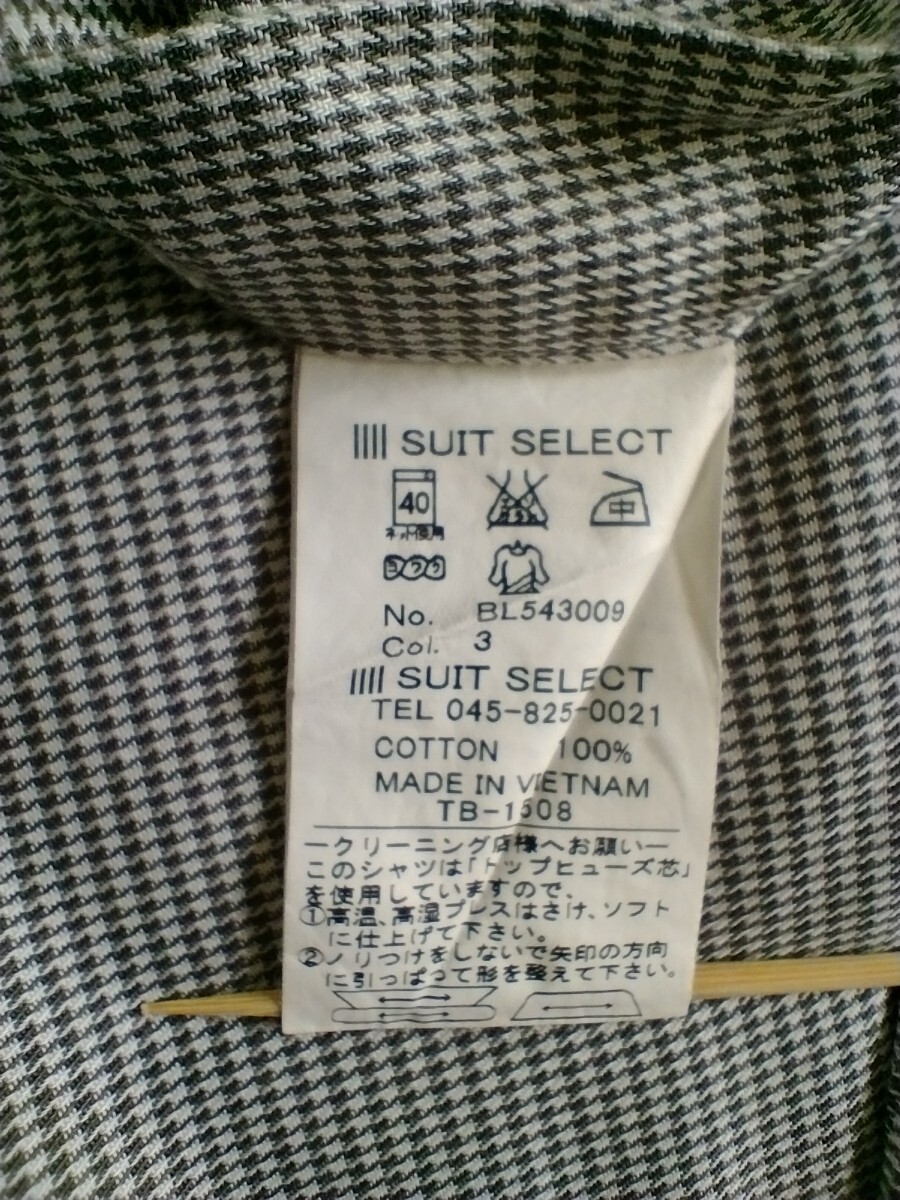 SUIT SELECT
40
中
ネット使用
ヨワク
No. BL543009
Col. 3
SUIT SELECT
TEL 045-825-0021
COTTON 100%
MADE IN VIETNAM
TB-1508
ークリーニング店様へお願いー
このシャツは「トップヒューズ芯」
を使用していますので、
①高温、高湿プレスはさけ、ソフト
に仕上げて下さい。
②ノリつけをしないで矢印の方向
に引っぱって形を整えて下さい。